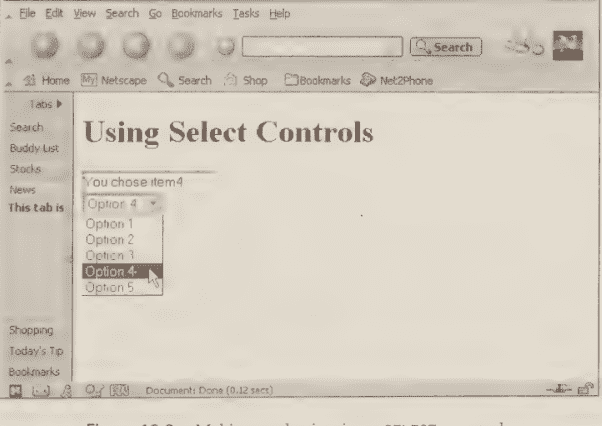 File Edit View Search Go Bookmarks Tasks Help
Search
Home My Netscape Search Shop Bookmarks Net2Phone
Tabs
Search
Buddy List
Stocks
News
This tab is
Using Select Controls
You chose item4
Option 4
Option 1
Option 2
Option 3
Option 4
Option 5
Shopping
Today's Tip
Bookmarks
Document: Done (0.12 secs)